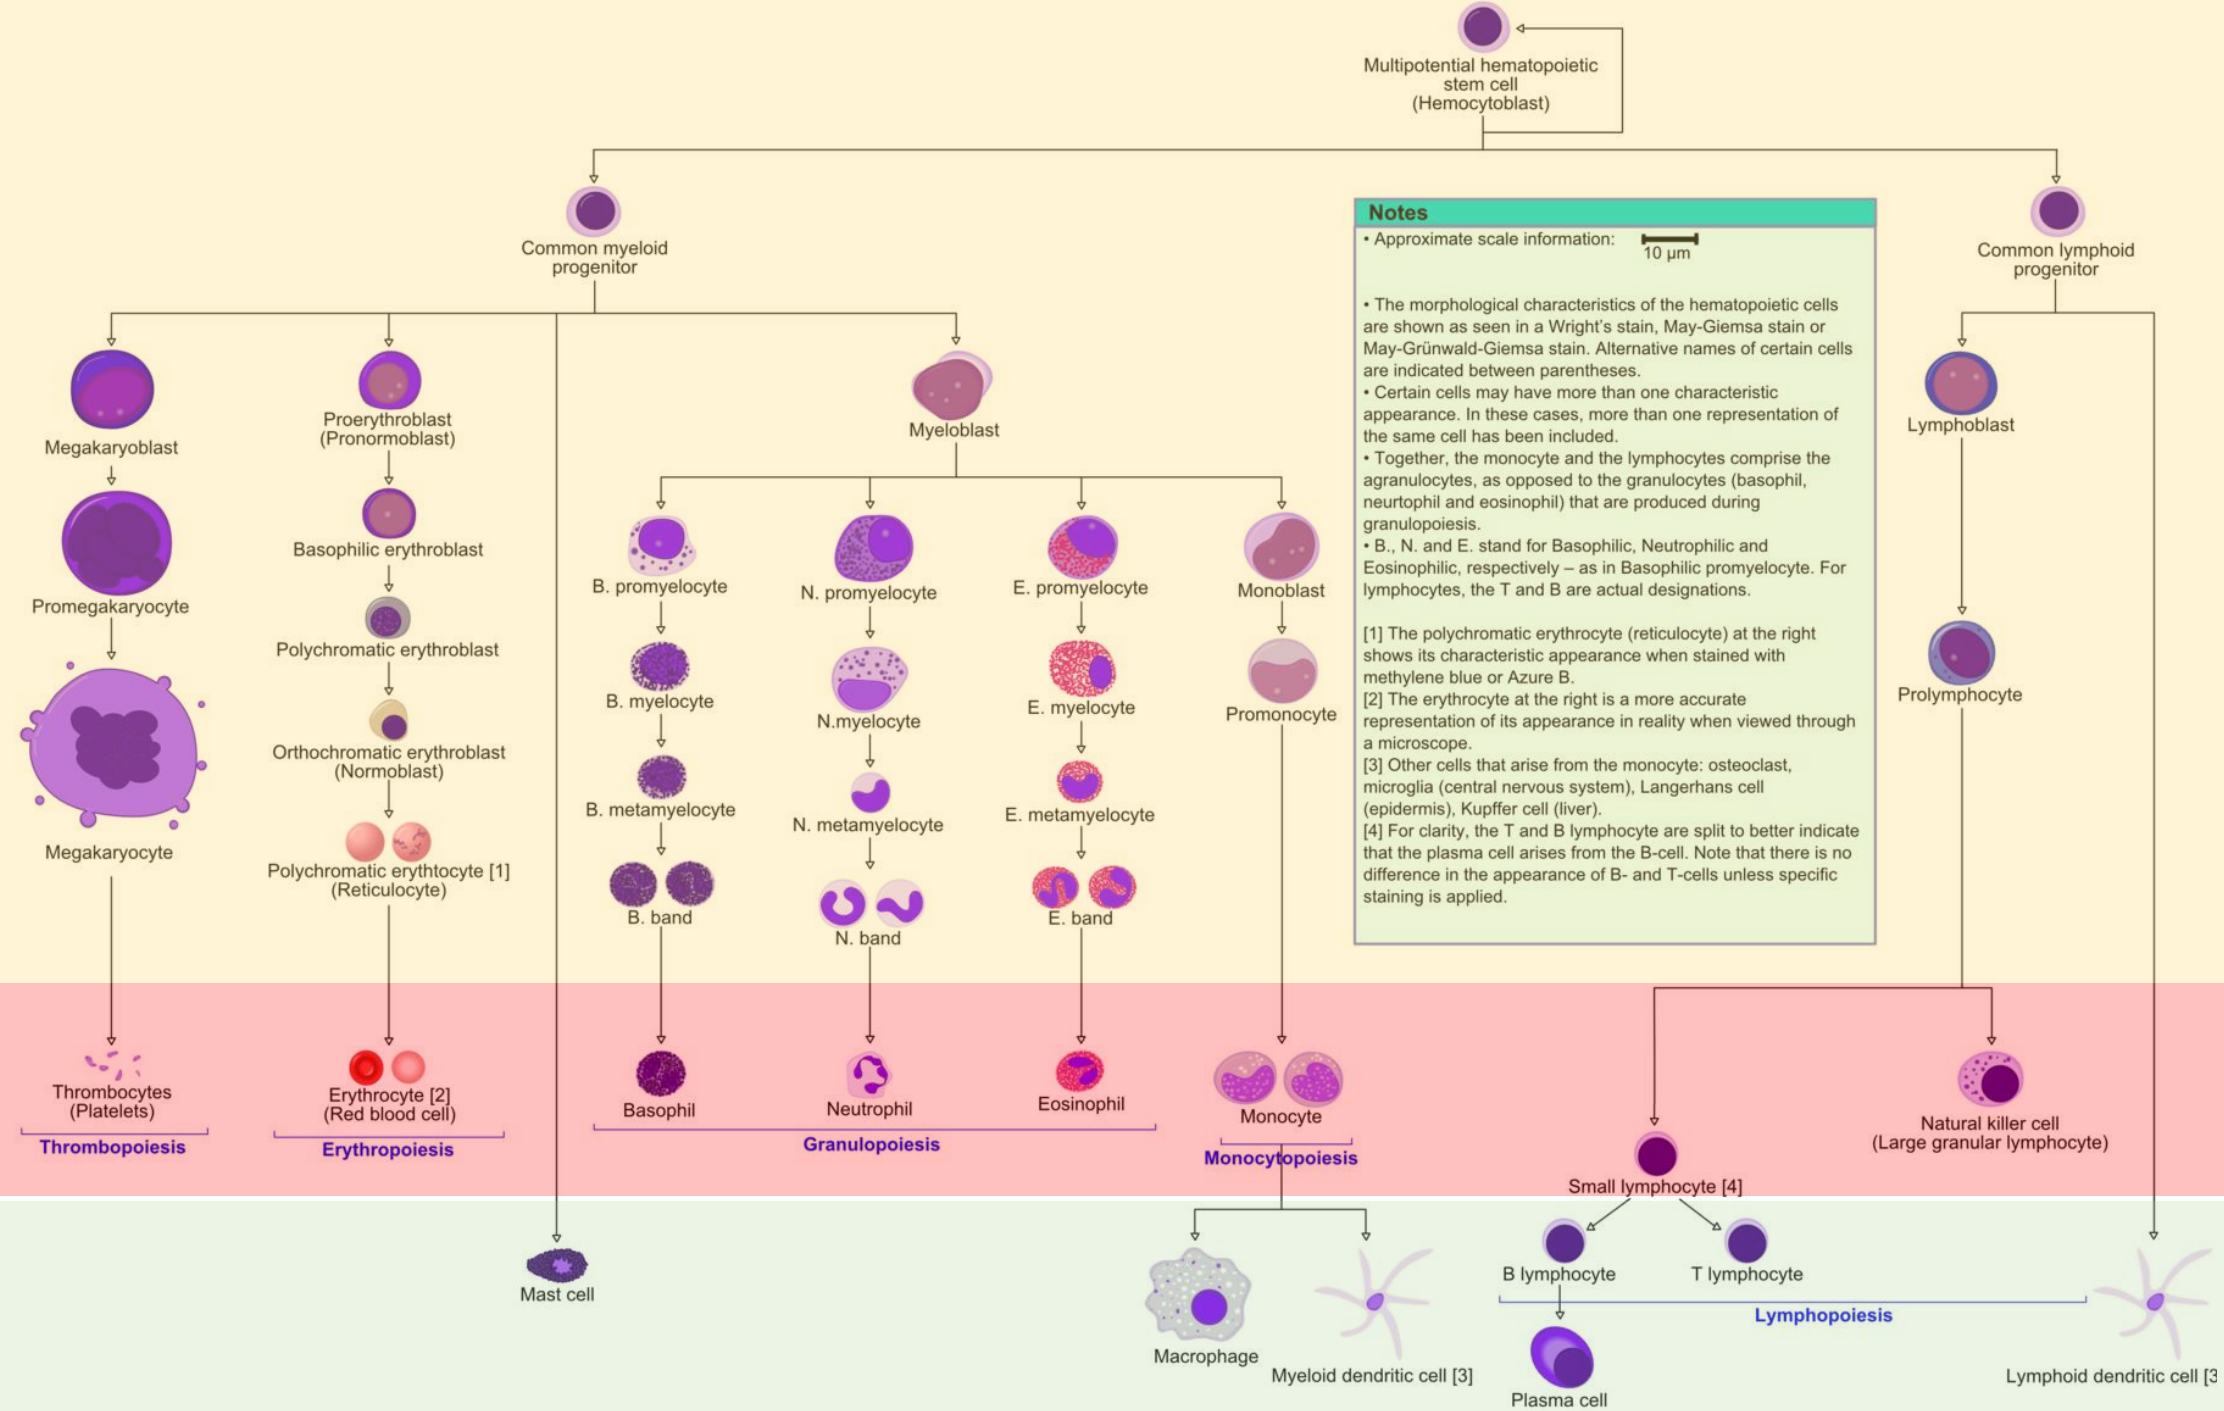 Multipotential hematopoietic
stem cell
(Hemocytoblast)
Common myeloid
progenitor
Common lymphoid
progenitor
Notes
• Approximate scale information:
10 µm
• The morphological characteristics of the hematopoietic cells
are shown as seen in a Wright's stain, May-Giemsa stain or
May-Grünwald-Giemsa stain. Alternative names of certain cells
are indicated between parentheses.
• Certain cells may have more than one characteristic
appearance. In these cases, more than one representation of
the same cell has been included.
• Together, the monocyte and the lymphocytes comprise the
agranulocytes, as opposed to the granulocytes (basophil,
neurtophil and eosinophil) that are produced during
granulopoiesis.
• B., N. and E. stand for Basophilic, Neutrophilic and
Eosinophilic, respectively – as in Basophilic promyelocyte. For
lymphocytes, the T and B are actual designations.
[1] The polychromatic erythrocyte (reticulocyte) at the right
shows its characteristic appearance when stained with
methylene blue or Azure B.
[2] The erythrocyte at the right is a more accurate
representation of its appearance in reality when viewed through
a microscope.
[3] Other cells that arise from the monocyte: osteoclast,
microglia (central nervous system), Langerhans cell
(epidermis), Kupffer cell (liver).
[4] For clarity, the T and B lymphocyte are split to better indicate
that the plasma cell arises from the B-cell. Note that there is no
difference in the appearance of B- and T-cells unless specific
staining is applied.
Megakaryoblast
Promegakaryocyte
Megakaryocyte
Thrombocytes
(Platelets)
Thrombopoiesis
Proerythroblast
(Pronormoblast)
Basophilic erythroblast
Polychromatic erythroblast
Orthochromatic erythroblast
(Normoblast)
Polychromatic erythtocyte [1]
(Reticulocyte)
Erythrocyte [2]
(Red blood cell)
Erythropoiesis
Mast cell
Myeloblast
B. promyelocyte
B. myelocyte
B. metamyelocyte
B. band
Basophil
N. promyelocyte
N.myelocyte
N. metamyelocyte
N. band
Neutrophil
E. promyelocyte
E. myelocyte
E. metamyelocyte
E. band
Eosinophil
Granulopoiesis
Monoblast
Promonocyte
Monocyte
Monocytopoiesis
Macrophage
Myeloid dendritic cell [3]
Lymphoblast
Prolymphocyte
Natural killer cell
(Large granular lymphocyte)
Small lymphocyte [4]
B lymphocyte
T lymphocyte
Lymphopoiesis
Plasma cell
Lymphoid dendritic cell [3